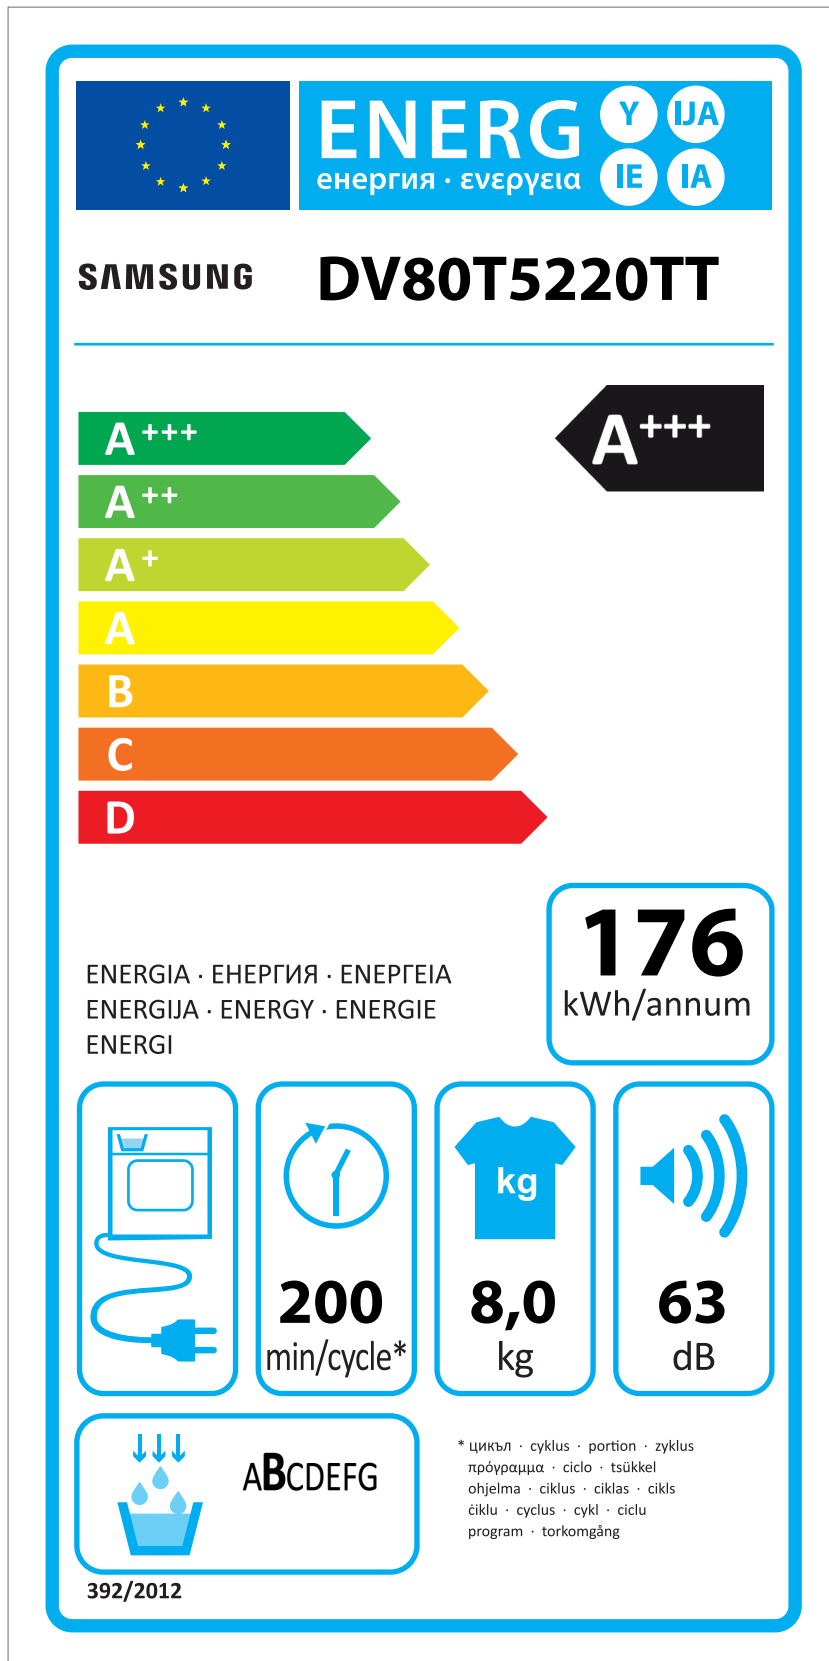 ENERG
Y IJA
енергия · ενεργεια
IE IA
SAMSUNG DV80T5220TT
A+++
A+++
A++
A+
A
B
C
D
176
kWh/annum
ENERGIA · ЕНЕРГИЯ · ΕΝΕΡΓΕΙΑ
ENERGIJA · ENERGY · ENERGIE
ENERGI
kg
200
min/cycle*
8,0
kg
63
dB
ABCDEFG
* цикъл · cyklus · portion · zyklus
πρόγραμμα · ciclo · tsükkel
ohjelma · ciklus · ciklas · cikls
ċiklu · cyclus · cykl · ciclu
program · torkomgång
392/2012